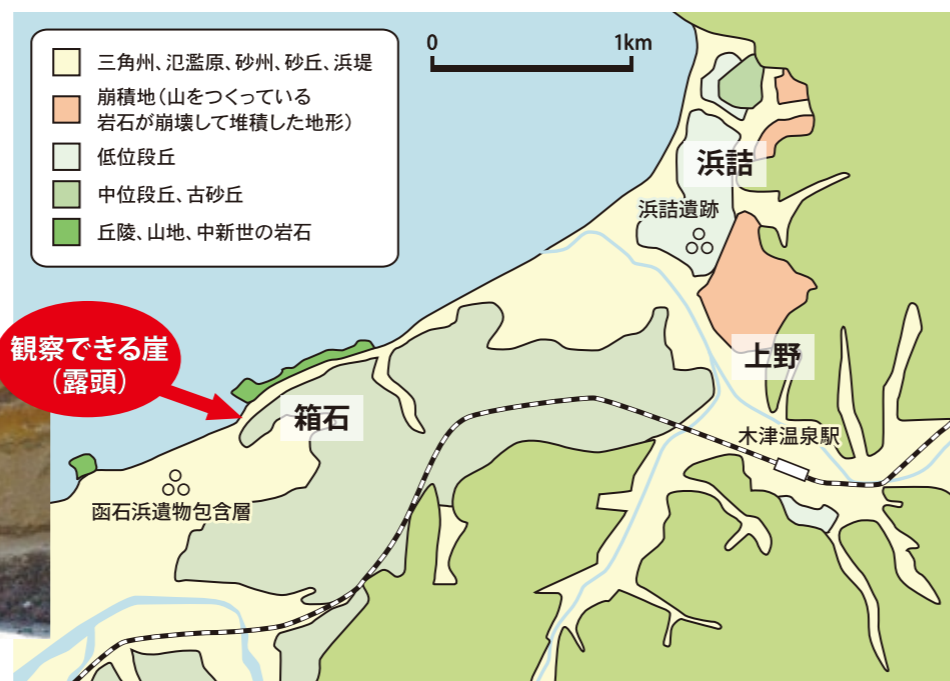 三角州、氾濫原、砂州、砂丘、浜堤
崩積地（山をつくっている
岩石が崩壊して堆積した地形）
低位段丘
中位段丘、古砂丘
丘陵、山地、中新世の岩石
0 1km
浜詰
浜詰遺跡
観察できる崖
（露頭）
上野
箱石
木津温泉駅
函石浜遺物包含層